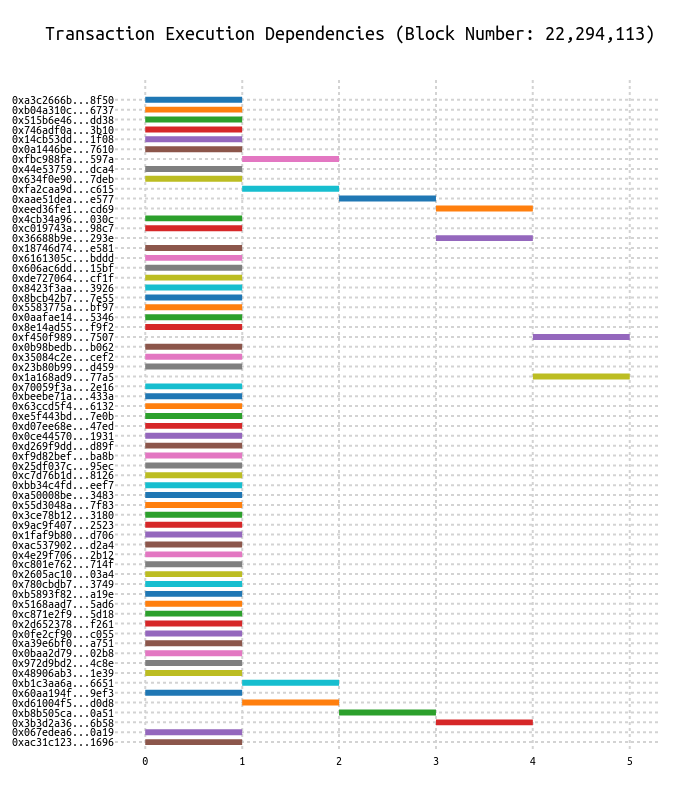 Transaction Execution Dependencies (Block Number: 22,294,113)
0xa3c2666b...8f50
0xb04a310c...6737
0x515b6e46...dd38
0x746adf0a...3b10
0x14cb53dd...1f08
0x0a1446be...7610
0xfbc988fa...597a
0x44e53759...dca4
0x634f0e90...7deb
0xfa2caa9d...c615
0xaae51dea...e577
0xeed36fe1...cd69
0x4cb34a96...030c
0xc019743a...98c7
0x36688b9e...293e
0x18746d74...e581
0x6161305c...bddd
0x606ac6dd...15bf
0xde727064...cf1f
0x8423f3aa...3926
0x8bcb42b7...7e55
0x5583775a...bf97
0x0aafae14...5346
0x8e14ad55...f9f2
0xf450f989...7507
0x0b98bedb...b062
0x35084c2e...cef2
0x23b80b99...d459
0x1a168ad9...77a5
0x70059f3a...2e16
0xbeebe71a...433a
0x63ccd5f4...6132
0xe5f443bd...7e0b
0xd07ee68e...47ed
0x0ce44570...1931
0xd269f9dd...d89f
0xf9d82bef...ba8b
0x25df037c...95ec
0xc7d76b1d...8126
0xbb34c4fd...eef7
0xa50008be...3483
0x55d3048a...7f83
0x3ce78b12...3180
0x9ac9f407...2523
0x1faf9b80...d706
0xac537902...d2a4
0x4e29f706...2b12
0xc801e762...714f
0x2605ac10...03a4
0x780cbdb7...3749
0xb5893f82...a19e
0x5168aad7...5ad6
0xc871e2f9...5d18
0x2d652378...f261
0x0fe2cf90...c055
0xa39e6bf0...a751
0x0baa2d79...02b8
0x972d9bd2...4c8e
0x48906ab3...1e39
0xb1c3aa6a...6651
0x60aa194f...9ef3
0xd61004f5...d0d8
0xb8b505ca...0a51
0x3b3d2a36...6b58
0x067edea6...0a19
0xac31c123...1696
0 1 2 3 4 5